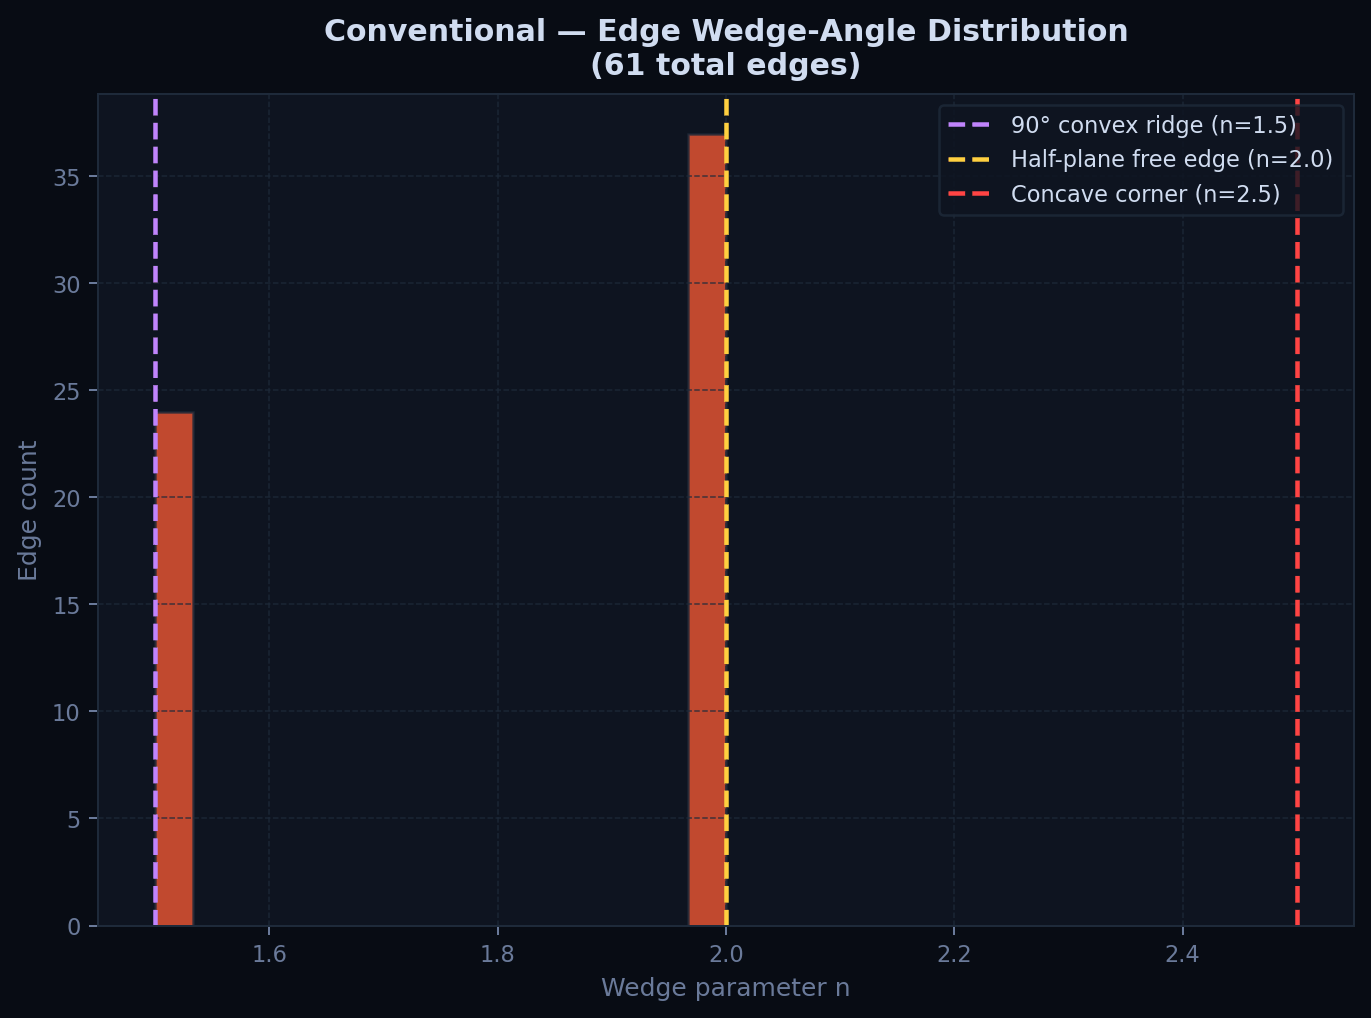 Conventional — Edge Wedge-Angle Distribution
(61 total edges)
90° convex ridge (n=1.5)
Half-plane free edge (n=2.0)
Concave corner (n=2.5)
Edge count
35
30
25
20
15
10
5
0
1.6
1.8
2.0
2.2
2.4
Wedge parameter n